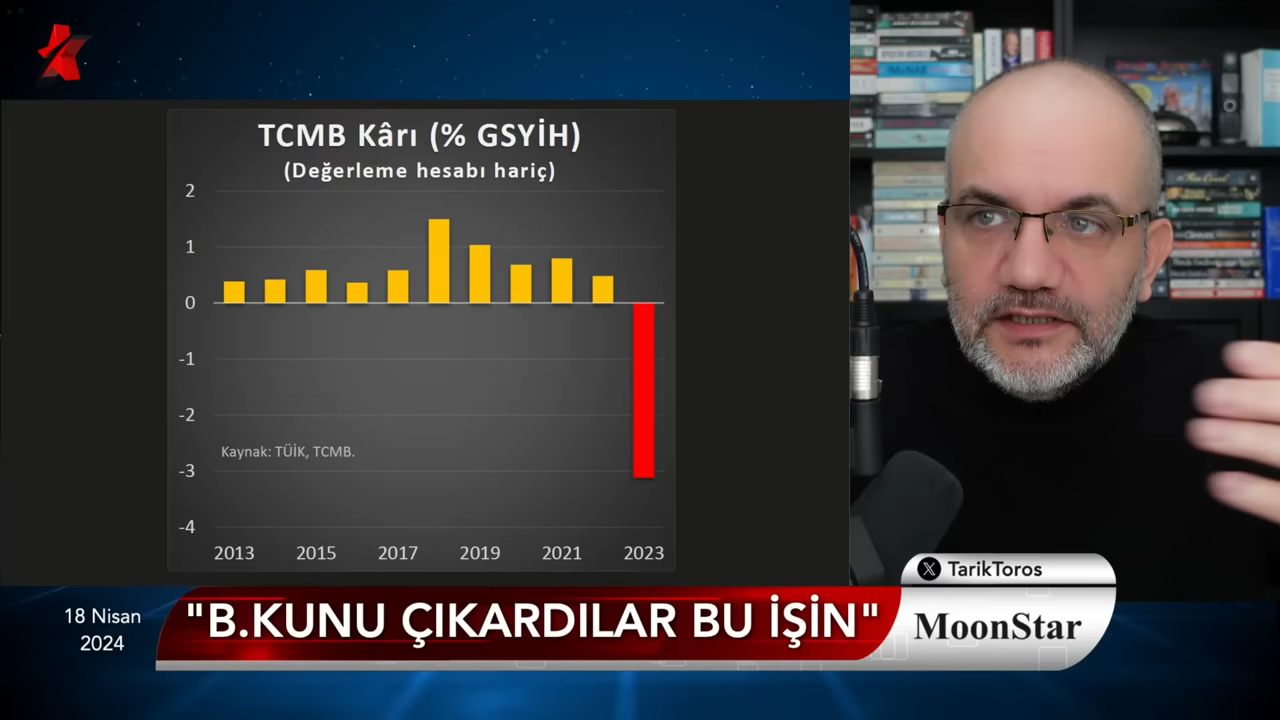 TCMB Kârı (% GSYİH)
(Değerleme hesabı hariç)
2
1
0
-1
-2
-3
-4
Kaynak: TÜİK, TCMB.
2013 2015 2017 2019 2021 2023
TarikToros
18 Nisan
2024
"B.KUNU ÇIKARDILAR BU İŞİN"
MoonStar